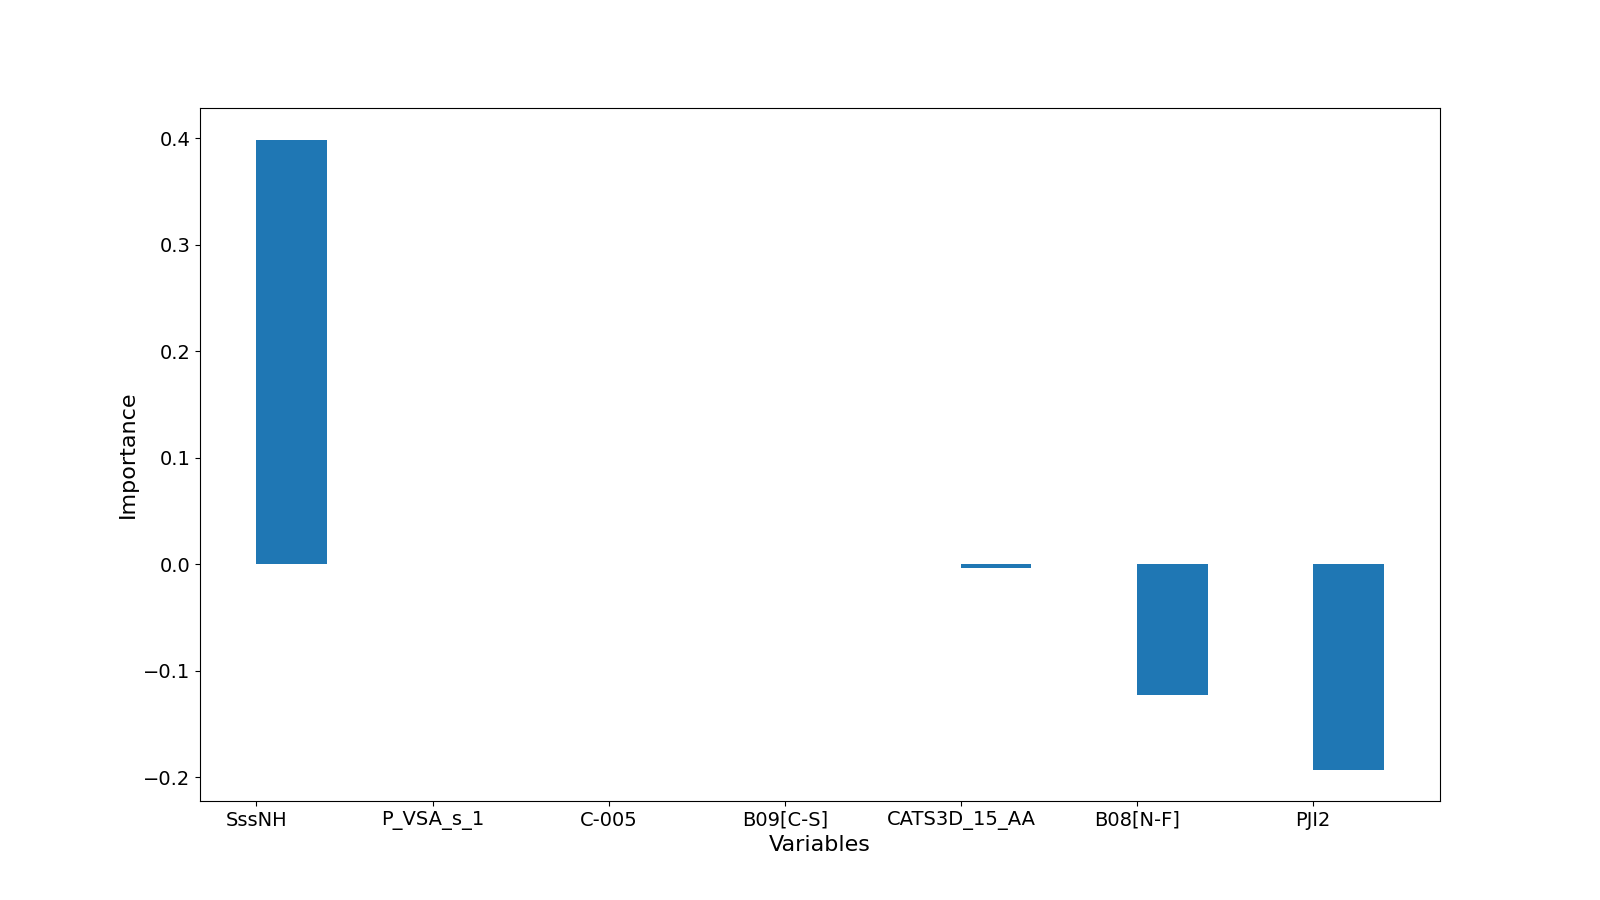 0.4
0.3
0.2
0.1
0.0
−0.1
−0.2
Importance
SssNH P_VSA_s_1 C-005 B09[C-S] CATS3D_15_AA B08[N-F] PJI2
Variables